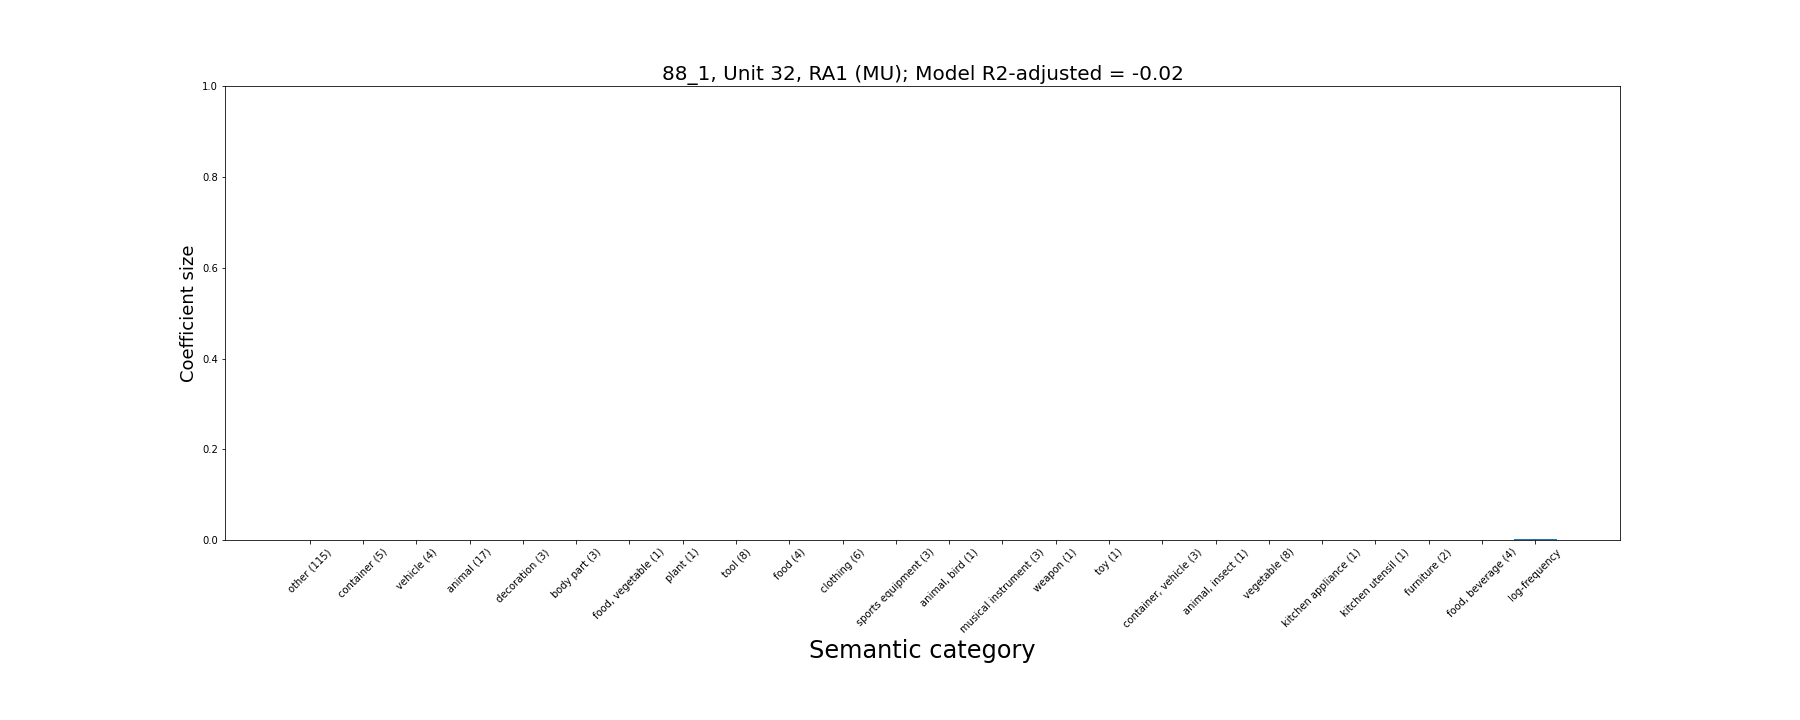 88_1, Unit 32, RA1 (MU); Model R2-adjusted = -0.02
1.0
0.8
0.6
0.4
0.2
0.0
Coefficient size
other (115)
container (5)
vehicle (4)
animal (17)
decoration (3)
body part (3)
food, vegetable (1)
plant (1)
tool (8)
food (4)
clothing (6)
sports equipment (3)
animal, bird (1)
musical instrument (3)
weapon (1)
toy (1)
container, vehicle (3)
animal, insect (1)
vegetable (8)
kitchen appliance (1)
kitchen utensil (1)
furniture (2)
food, beverage (4)
log-frequency
Semantic category